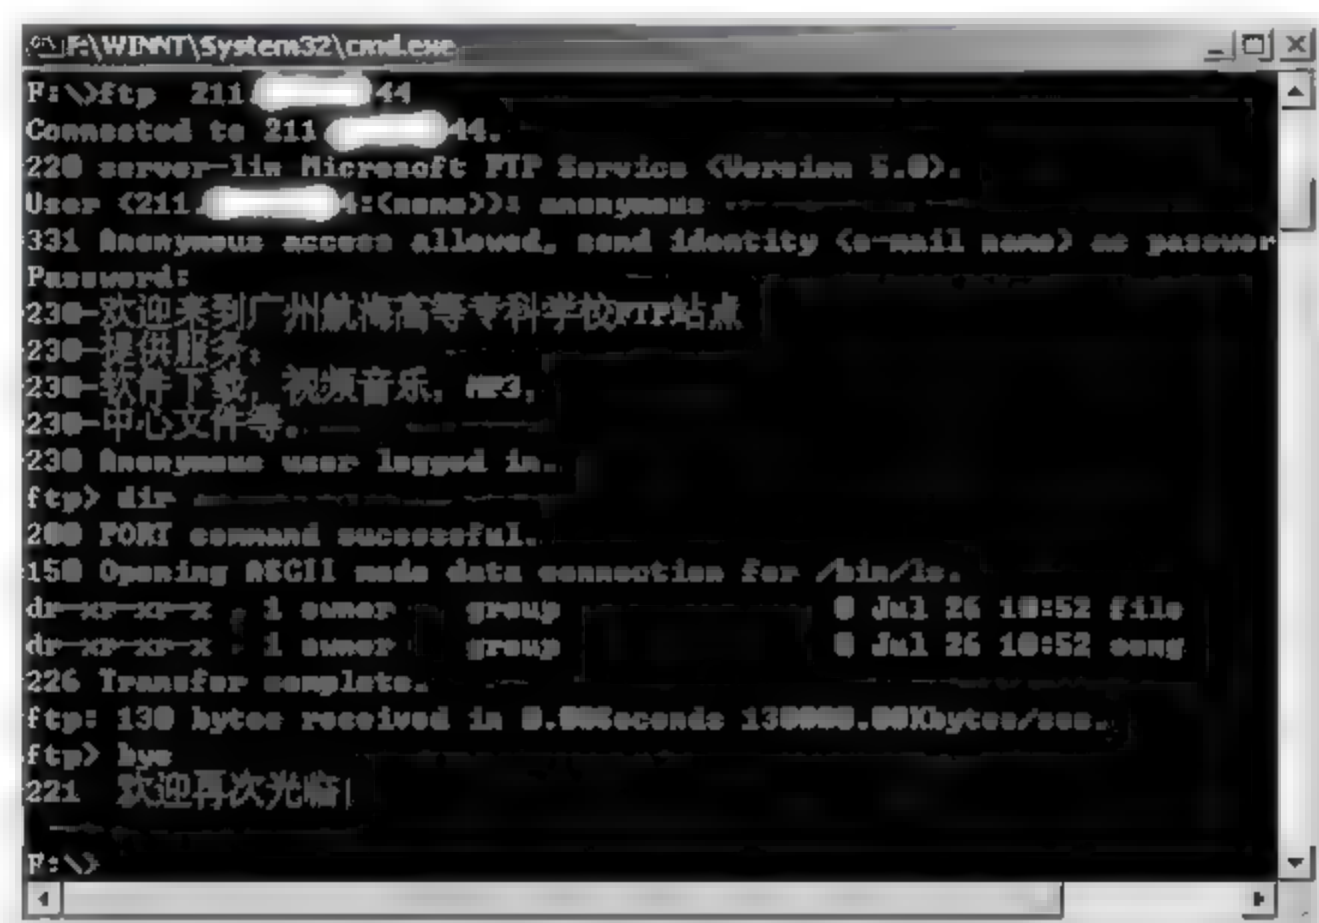 F:\WINNT\System32\cmd.exe
F:\>ftp 211. 44
Connected to 211. 44.
220 server-lin Microsoft FTP Service (Version 5.0).
User (211. 4:(none)): anonymous
331 Anonymous access allowed, send identity (e-mail name) as passwor
Password:
230-欢迎来到广州航海高等专科学校FTP站点
230-提供服务:
230-软件下载, 视频音乐, MP3,
230-中心文件等.
230 Anonymous user logged in.
ftp> dir
200 PORT command successful.
150 Opening ASCII mode data connection for /bin/ls.
dr-xr-xr-x 1 owner group 0 Jul 26 10:52 file
dr-xr-xr-x 1 owner group 0 Jul 26 10:52 song
226 Transfer complete.
ftp: 130 bytes received in 0.00Seconds 130000.00Kbytes/sec.
ftp> bye
221 欢迎再次光临!
F:\>